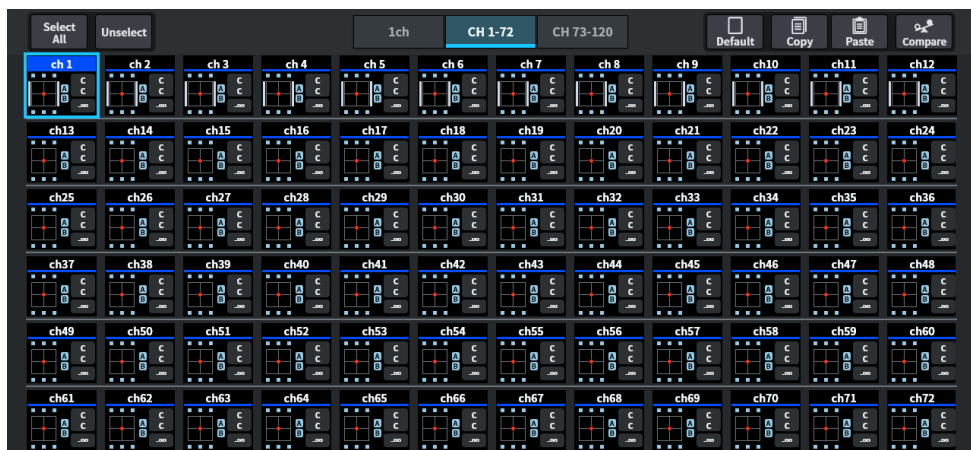 Select
All
Unselect
1ch
CH 1-72
CH 73-120
Default
Copy
Paste
Compare
ch 1 ch 2 ch 3 ch 4 ch 5 ch 6 ch 7 ch 8 ch 9 ch10 ch11 ch12
C C C C C C C C C C C C
A C A C A C A C A C A C A C A C A C A C A C A C
B -∞ B -∞ B -∞ B -∞ B -∞ B -∞ B -∞ B -∞ B -∞ B -∞ B -∞ B -∞
ch13 ch14 ch15 ch16 ch17 ch18 ch19 ch20 ch21 ch22 ch23 ch24
C C C C C C C C C C C C
A C A C A C A C A C A C A C A C A C A C A C A C
B -∞ B -∞ B -∞ B -∞ B -∞ B -∞ B -∞ B -∞ B -∞ B -∞ B -∞ B -∞
ch25 ch26 ch27 ch28 ch29 ch30 ch31 ch32 ch33 ch34 ch35 ch36
C C C C C C C C C C C C
A C A C A C A C A C A C A C A C A C A C A C A C
B -∞ B -∞ B -∞ B -∞ B -∞ B -∞ B -∞ B -∞ B -∞ B -∞ B -∞ B -∞
ch37 ch38 ch39 ch40 ch41 ch42 ch43 ch44 ch45 ch46 ch47 ch48
C C C C C C C C C C C C
A C A C A C A C A C A C A C A C A C A C A C A C
B -∞ B -∞ B -∞ B -∞ B -∞ B -∞ B -∞ B -∞ B -∞ B -∞ B -∞ B -∞
ch49 ch50 ch51 ch52 ch53 ch54 ch55 ch56 ch57 ch58 ch59 ch60
C C C C C C C C C C C C
A C A C A C A C A C A C A C A C A C A C A C A C
B -∞ B -∞ B -∞ B -∞ B -∞ B -∞ B -∞ B -∞ B -∞ B -∞ B -∞ B -∞
ch61 ch62 ch63 ch64 ch65 ch66 ch67 ch68 ch69 ch70 ch71 ch72
C C C C C C C C C C C C
A C A C A C A C A C A C A C A C A C A C A C A C
B -∞ B -∞ B -∞ B -∞ B -∞ B -∞ B -∞ B -∞ B -∞ B -∞ B -∞ B -∞